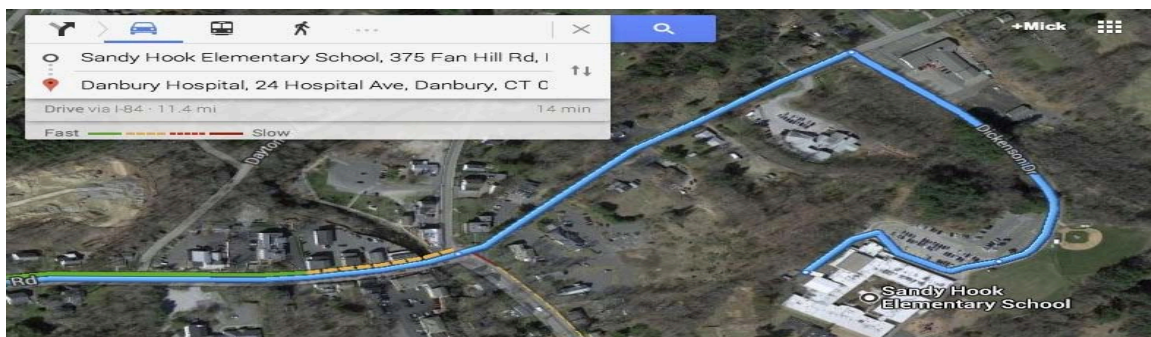 +Mick
Sandy Hook Elementary School, 375 Fan Hill Rd, I
Danbury Hospital, 24 Hospital Ave, Danbury, CT 0
Drive via I-84 · 11.4 mi 14 min
Fast Slow
Dayton
Dickenson Dr
Rd
Sandy Hook
Elementary School